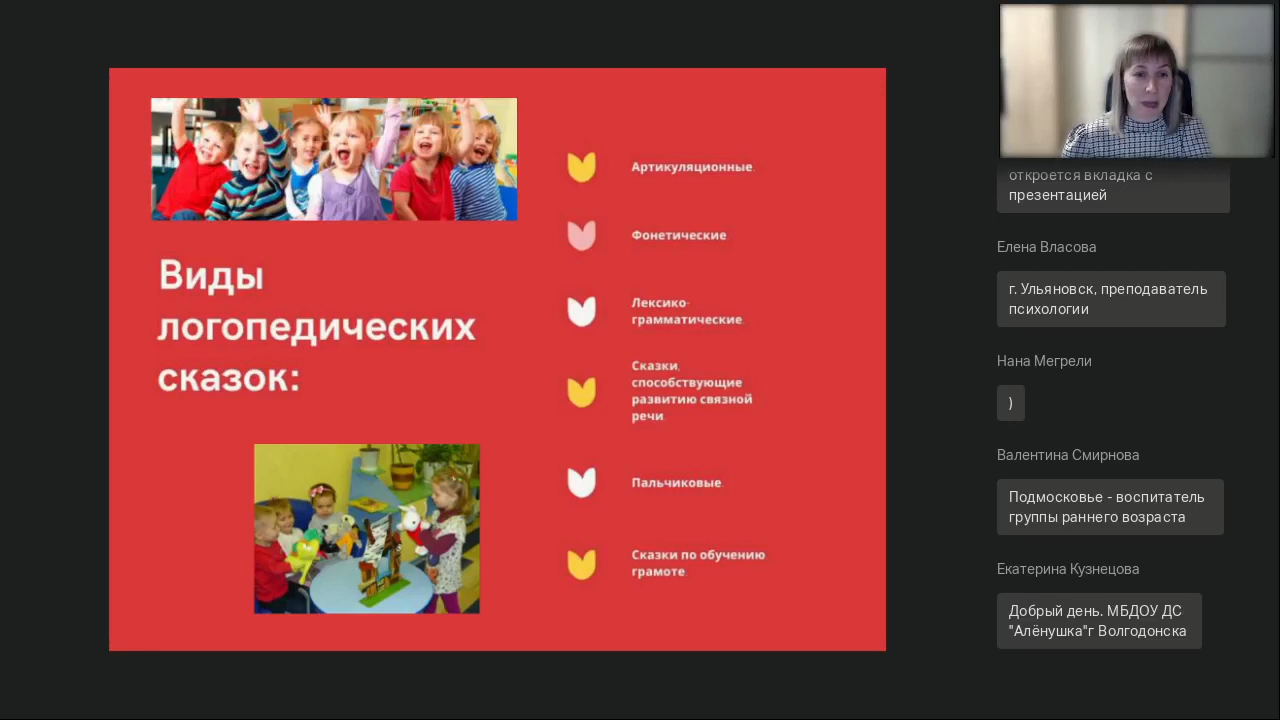 Виды
логопедических
сказок:
Артикуляционные.
Фонетические.
Лексико-
грамматические.
Сказки,
способствующие
развитию связной
речи.
Пальчиковые.
Сказки по обучению
грамоте.
откроется вкладка с
презентацией
Елена Власова
г. Ульяновск, преподаватель
психологии
Нана Мегрели
)
Валентина Смирнова
Подмосковье - воспитатель
группы раннего возраста
Екатерина Кузнецова
Добрый день. МБДОУ ДС
"Алёнушка"г Волгодонска